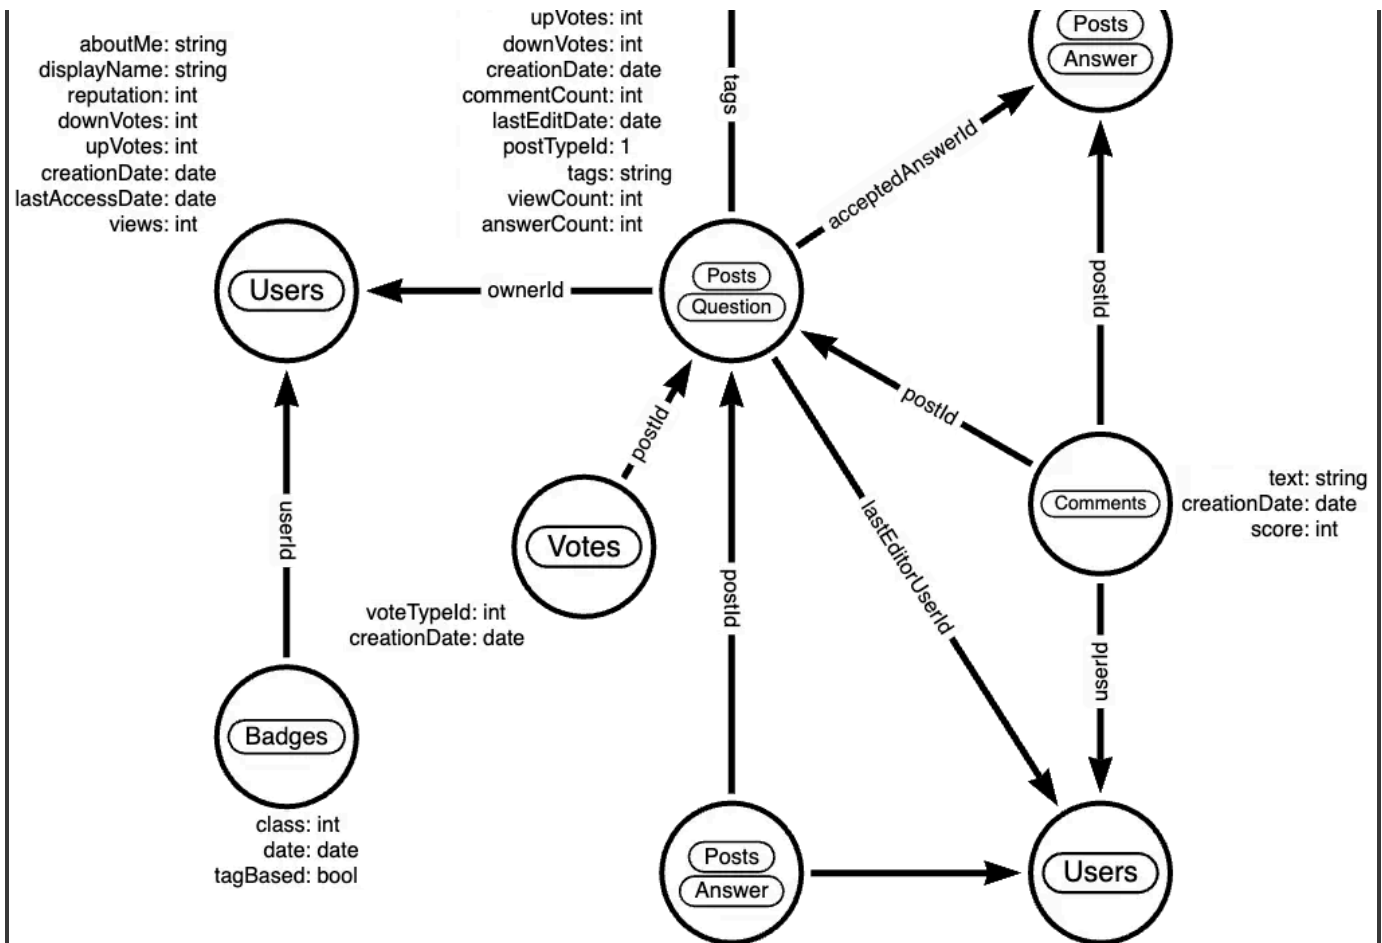 aboutMe: string
displayName: string
reputation: int
downVotes: int
upVotes: int
creationDate: date
lastAccessDate: date
views: int
Users
upVotes: int
downVotes: int
creationDate: date
commentCount: int
lastEditDate: date
postTypeId: 1
tags: string
viewCount: int
answerCount: int
tags
Posts
Answer
acceptedAnswerId
ownerId
Posts
Question
postId
postId
postId
userId
Votes
voteTypeId: int
creationDate: date
postId
lastEditorUserId
Comments
text: string
creationDate: date
score: int
userId
Badges
class: int
date: date
tagBased: bool
Posts
Answer
Users